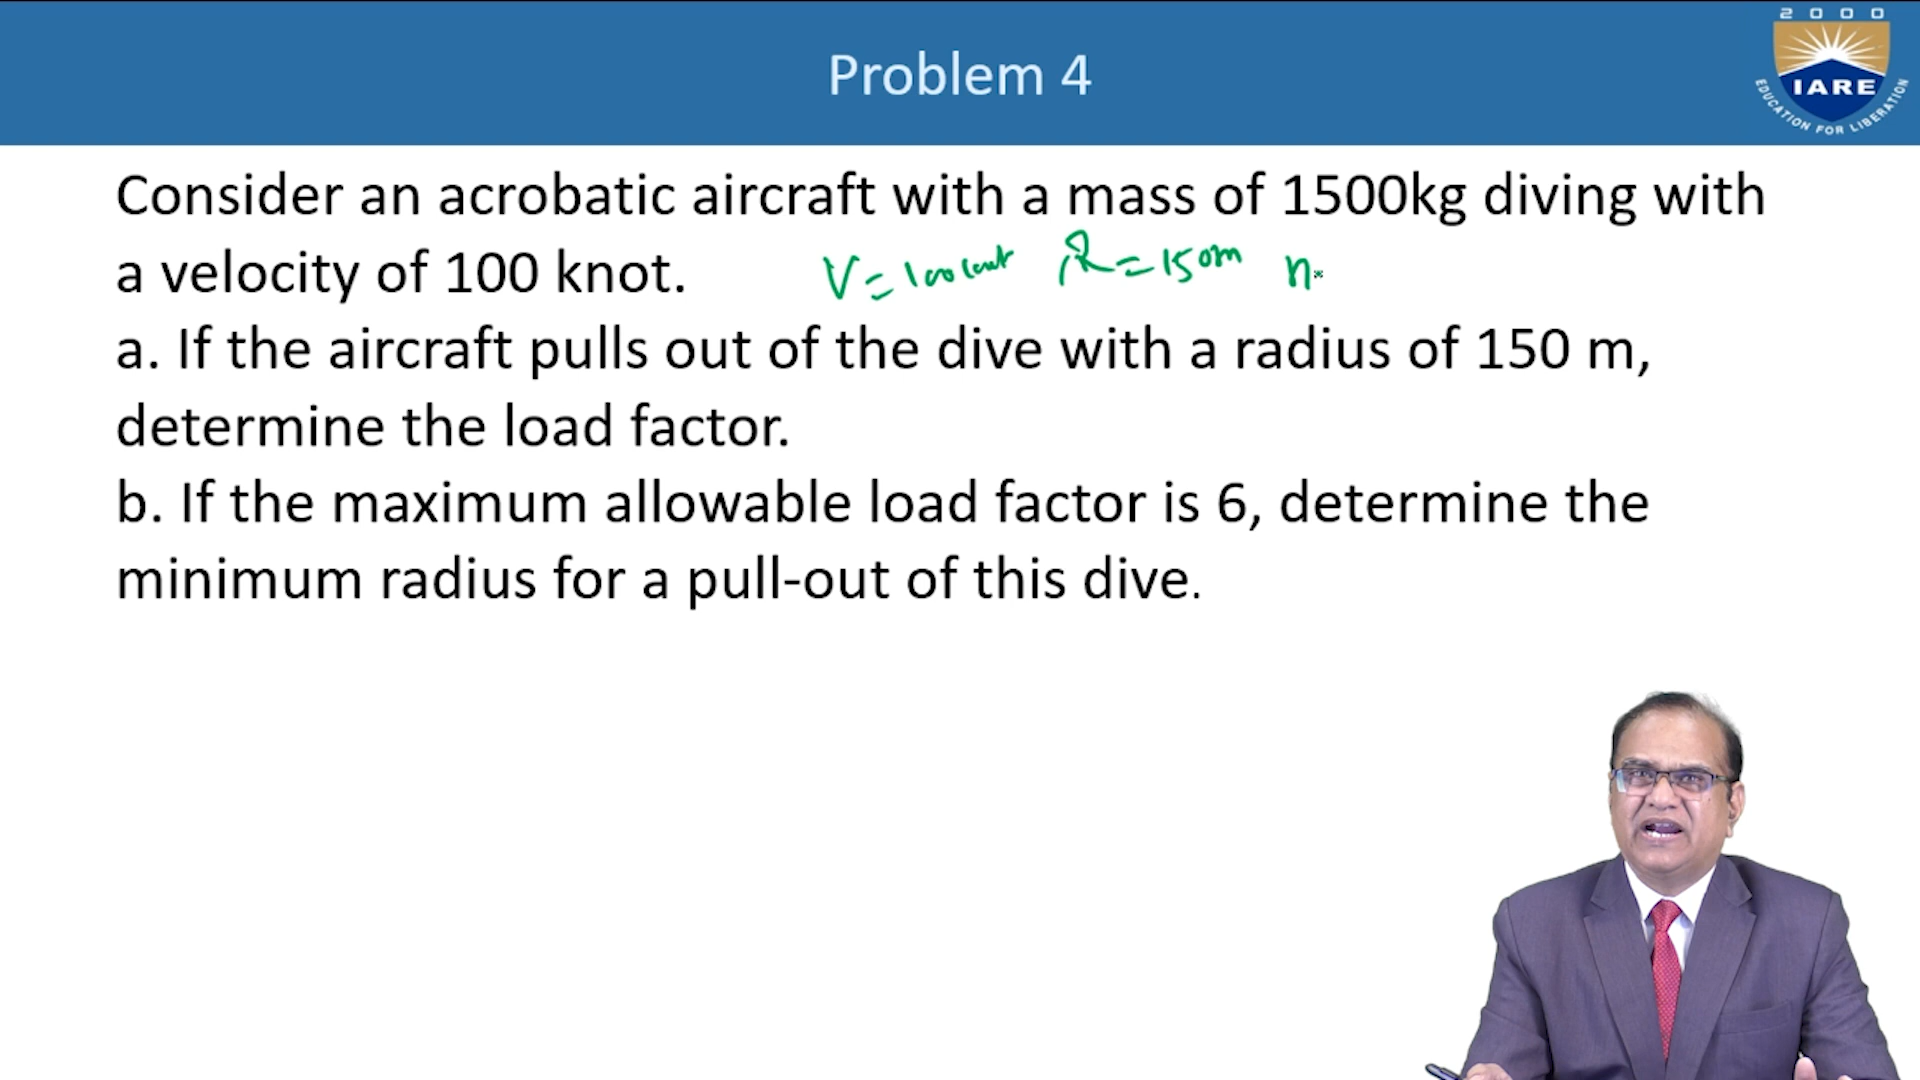 2000
IARE
EDUCATION FOR LIBERATION
Problem 4
Consider an acrobatic aircraft with a mass of 1500kg diving with
a velocity of 100 knot.
V = 100 knot R = 150m n
a. If the aircraft pulls out of the dive with a radius of 150 m,
determine the load factor.
b. If the maximum allowable load factor is 6, determine the
minimum radius for a pull-out of this dive.